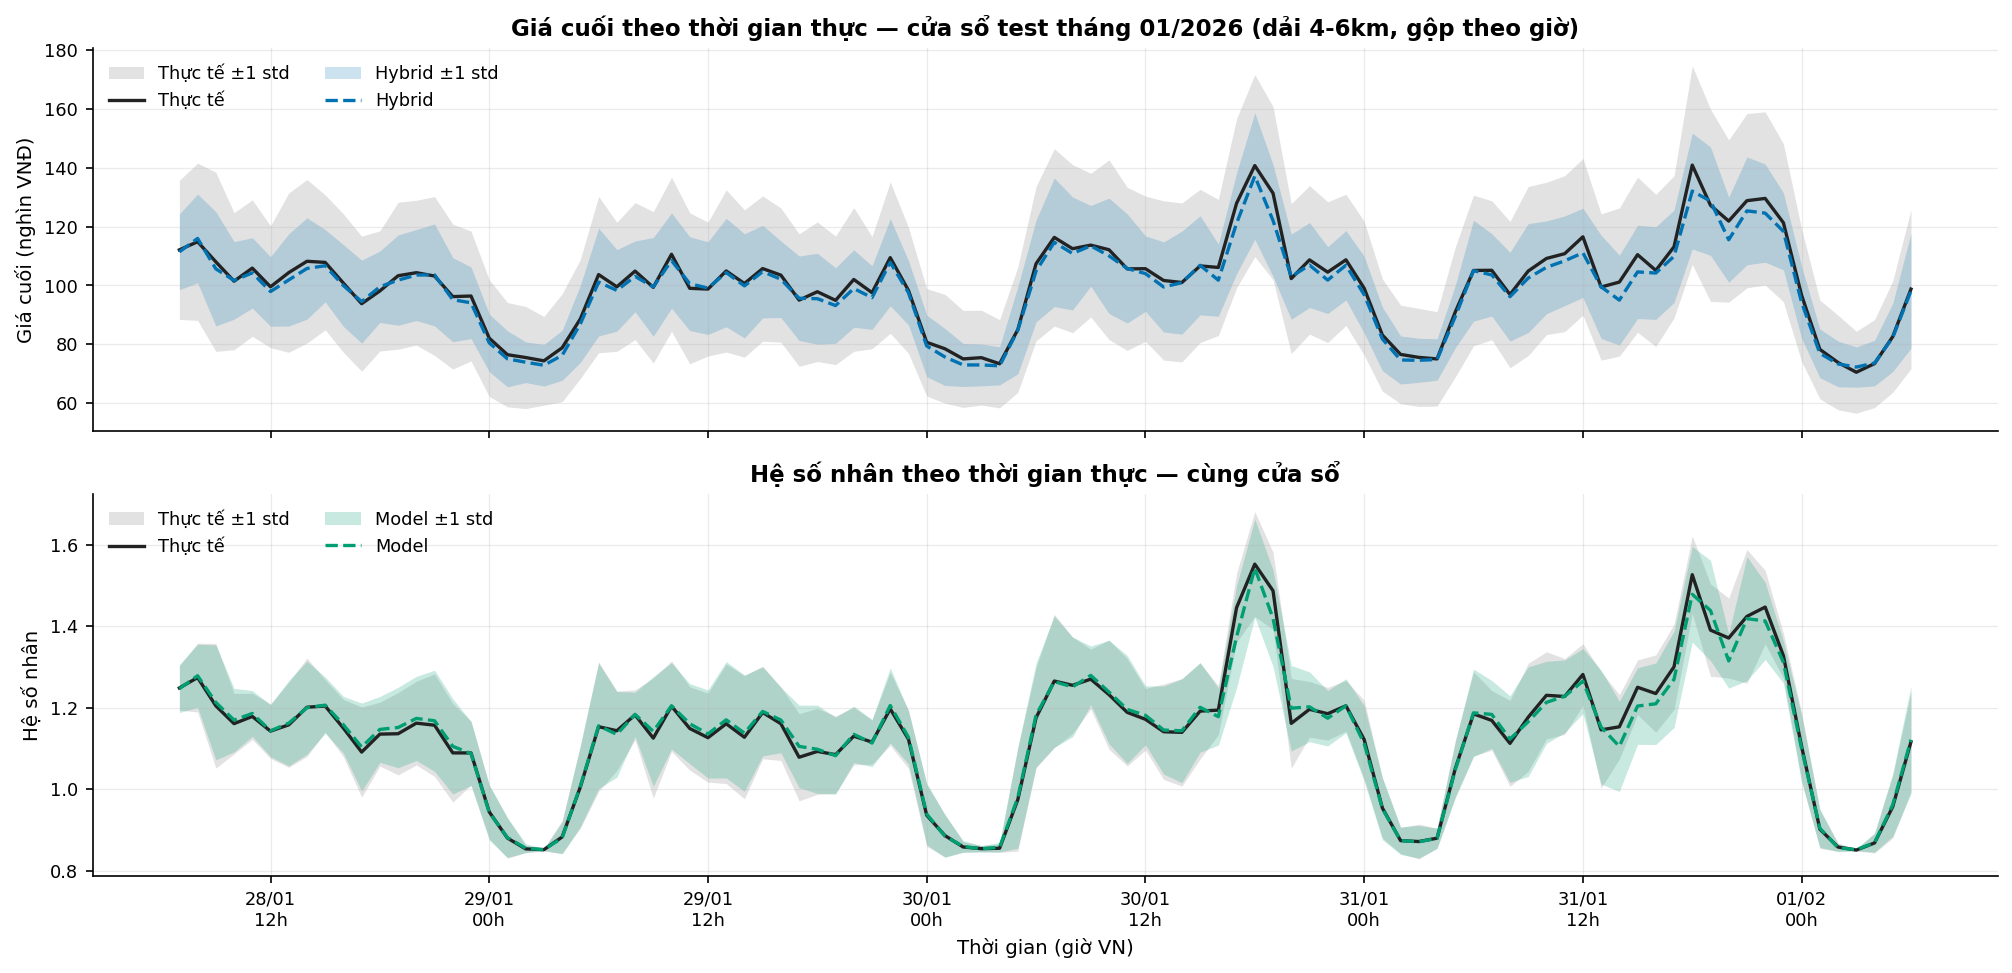 Giá cuối theo thời gian thực — cửa sổ test tháng 01/2026 (dải 4-6km, gộp theo giờ)
Giá cuối (nghìn VNĐ)
180
160
140
120
100
80
60
Thực tế ±1 std
Thực tế
Hybrid ±1 std
Hybrid
Hệ số nhân theo thời gian thực — cùng cửa sổ
Hệ số nhân
1.6
1.4
1.2
1.0
0.8
Thực tế ±1 std
Thực tế
Model ±1 std
Model
28/01
12h
29/01
00h
29/01
12h
30/01
00h
30/01
12h
31/01
00h
31/01
12h
01/02
00h
Thời gian (giờ VN)